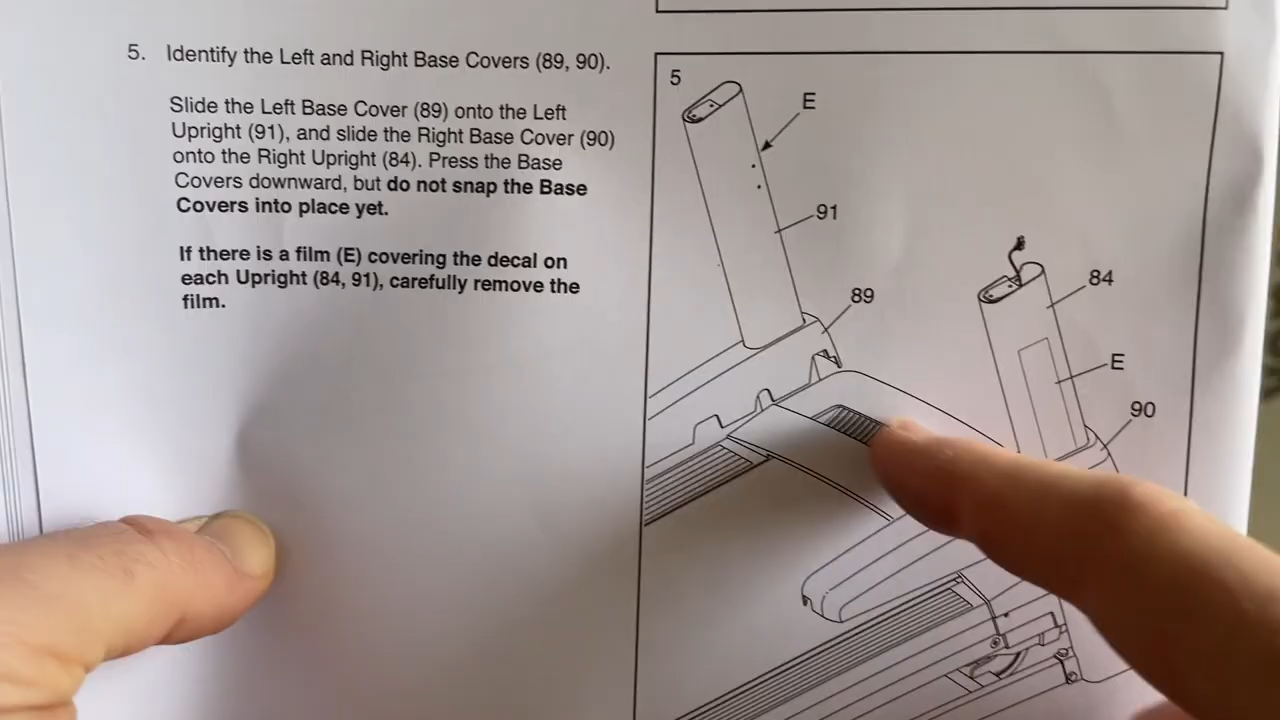 5. Identify the Left and Right Base Covers (89, 90).
Slide the Left Base Cover (89) onto the Left
Upright (91), and slide the Right Base Cover (90)
onto the Right Upright (84). Press the Base
Covers downward, but do not snap the Base
Covers into place yet.
If there is a film (E) covering the decal on
each Upright (84, 91), carefully remove the
film.
5
E
91
89
84
E
90